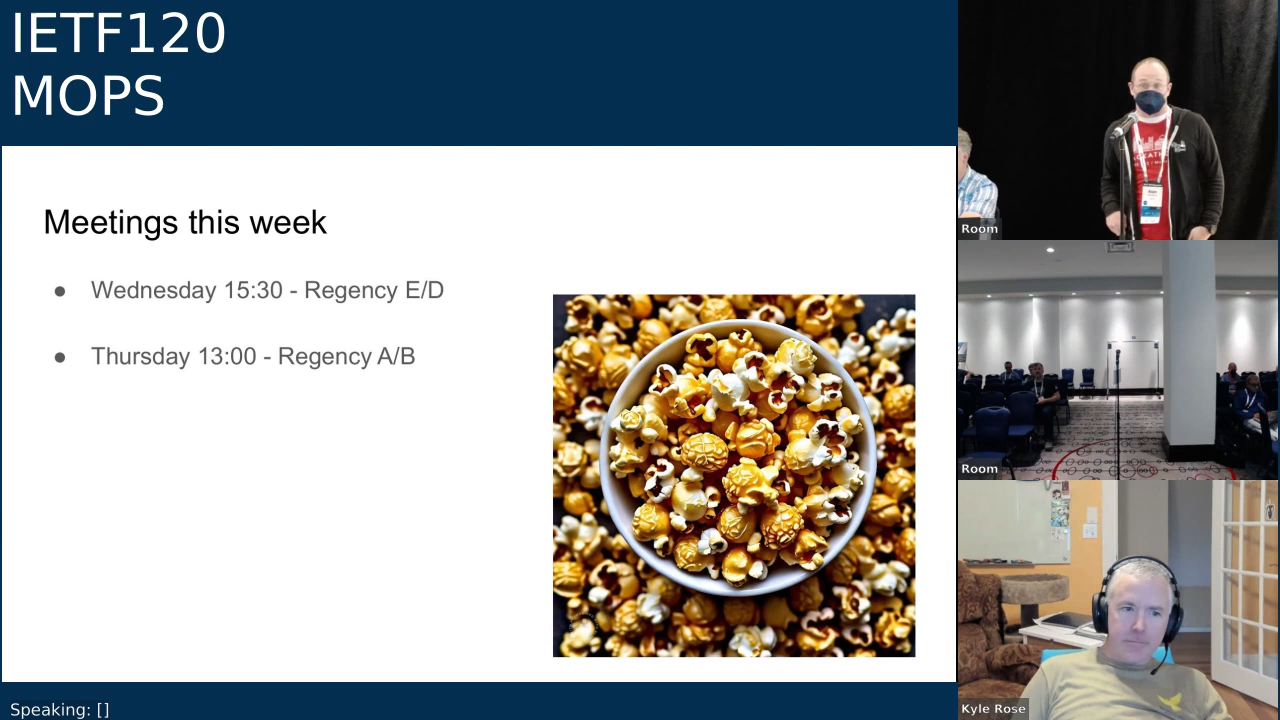 IETF120
MOPS
Meetings this week
● Wednesday 15:30 - Regency E/D
● Thursday 13:00 - Regency A/B
Speaking: []
Room
Room
Kyle Rose